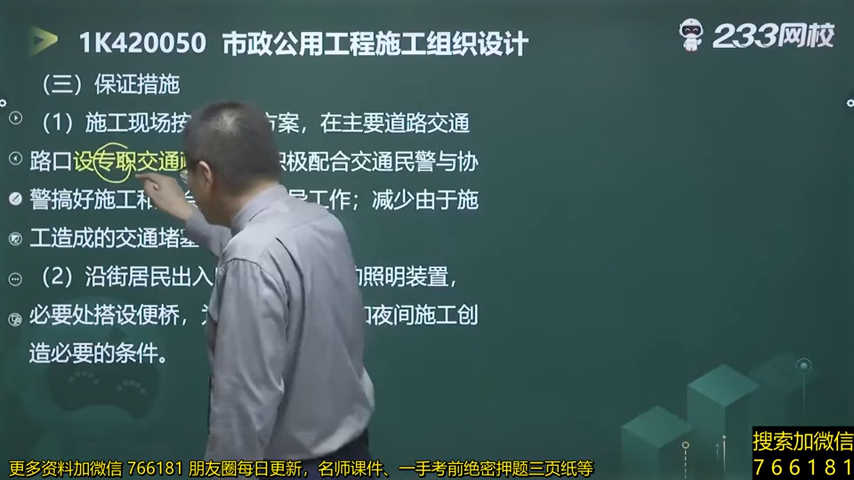 1K420050 市政公用工程施工组织设计
233网校
（三）保证措施
（1）施工现场按 方案，在主要道路交通
路口设专职交通 积极配合交通民警与协
警搞好施工和 导工作；减少由于施
工造成的交通堵塞
（2）沿街居民出入 照明装置，
必要处搭设便桥， 和夜间施工创
造必要的条件。
搜索加微信
766181
更多资料加微信 766181 朋友圈每日更新，名师课件、一手考前绝密押题三页纸等